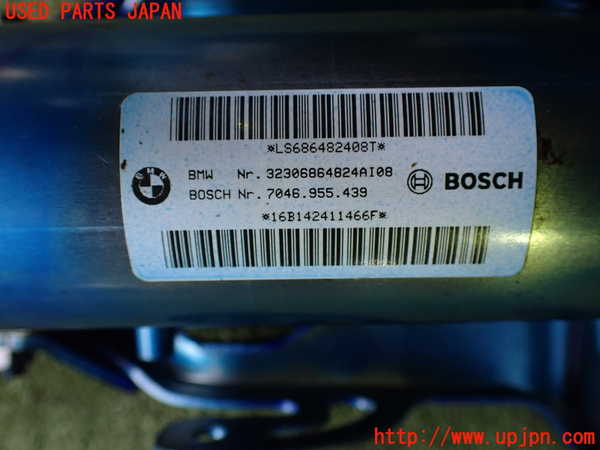 USED PARTS JAPAN
*LS686482408T*
BMW Nr. 32306864824AI08
BOSCH Nr. 7046.955.439
BOSCH
*16B142411466F*
http://www.upjpn.com/